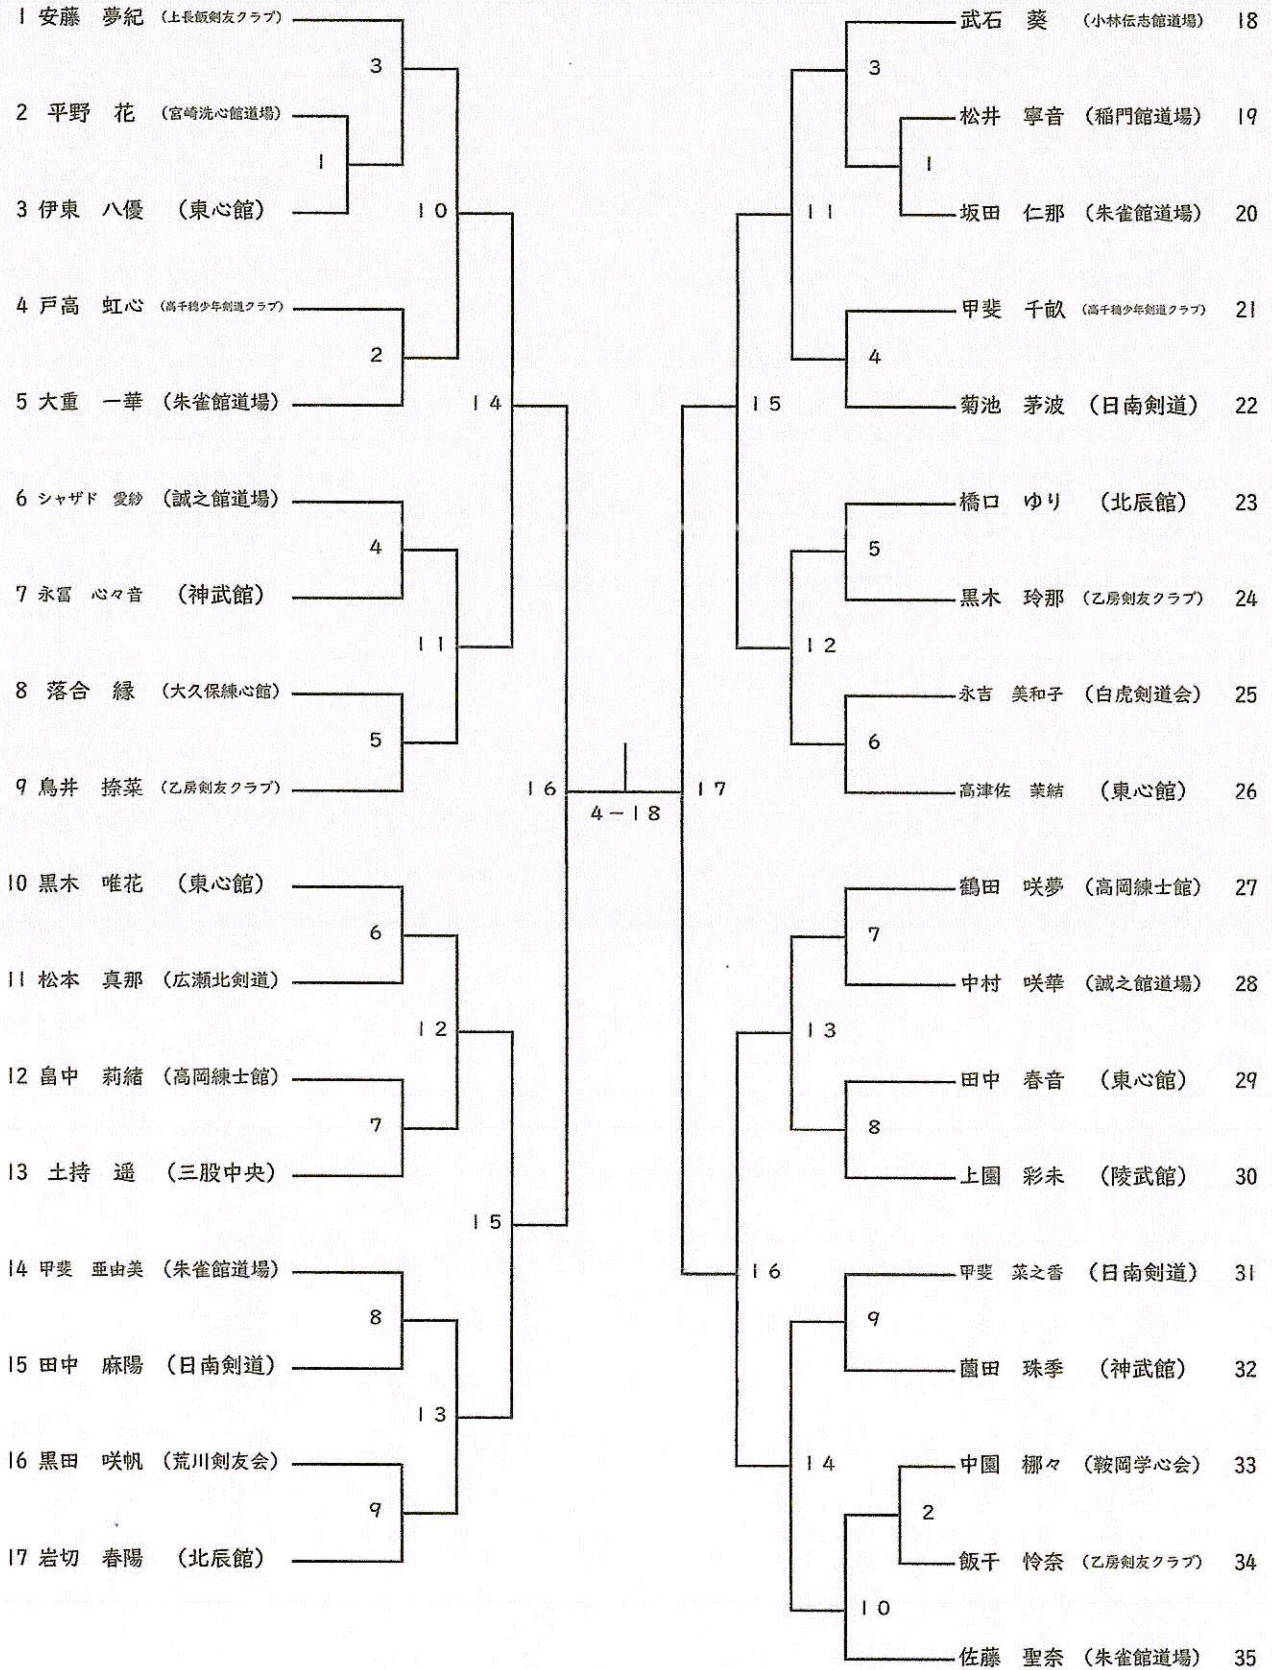 1 安藤 夢紀 (上長飯剣友クラブ)
3
2 平野 花 (宮崎洗心館道場)
1
3 伊東 八優 (東心館)
10
4 戸高 虹心 (高千穂少年剣道クラブ)
2
5 大重 一華 (朱雀館道場)
14
6 シャザド 愛紗 (誠之館道場)
4
7 永冨 心々音 (神武館)
11
8 落合 縁 (大久保練心館)
5
9 鳥井 捺菜 (乙房剣友クラブ)
16
10 黒木 唯花 (東心館)
6
11 松本 真那 (広瀬北剣道)
12
12 畠中 莉緒 (高岡練士館)
7
13 土持 遥 (三股中央)
15
14 甲斐 亜由美 (朱雀館道場)
8
15 田中 麻陽 (日南剣道)
13
16 黒田 咲帆 (荒川剣友会)
9
17 岩切 春陽 (北辰館)
4-18
武石 葵 (小林伝志館道場) 18
3
松井 寧音 (稲門館道場) 19
1
坂田 仁那 (朱雀館道場) 20
11
甲斐 千畝 (高千穂少年剣道クラブ) 21
4
菊池 茅波 (日南剣道) 22
15
橋口 ゆり (北辰館) 23
5
黒木 玲那 (乙房剣友クラブ) 24
12
永吉 美和子 (白虎剣道会) 25
6
高津佐 茉結 (東心館) 26
17
鶴田 咲夢 (高岡練士館) 27
7
中村 咲華 (誠之館道場) 28
13
田中 春音 (東心館) 29
8
上園 彩未 (陵武館) 30
16
甲斐 菜之香 (日南剣道) 31
9
薗田 珠季 (神武館) 32
14
中園 梛々 (鞍岡学心会) 33
2
飯干 怜奈 (乙房剣友クラブ) 34
10
佐藤 聖奈 (朱雀館道場) 35